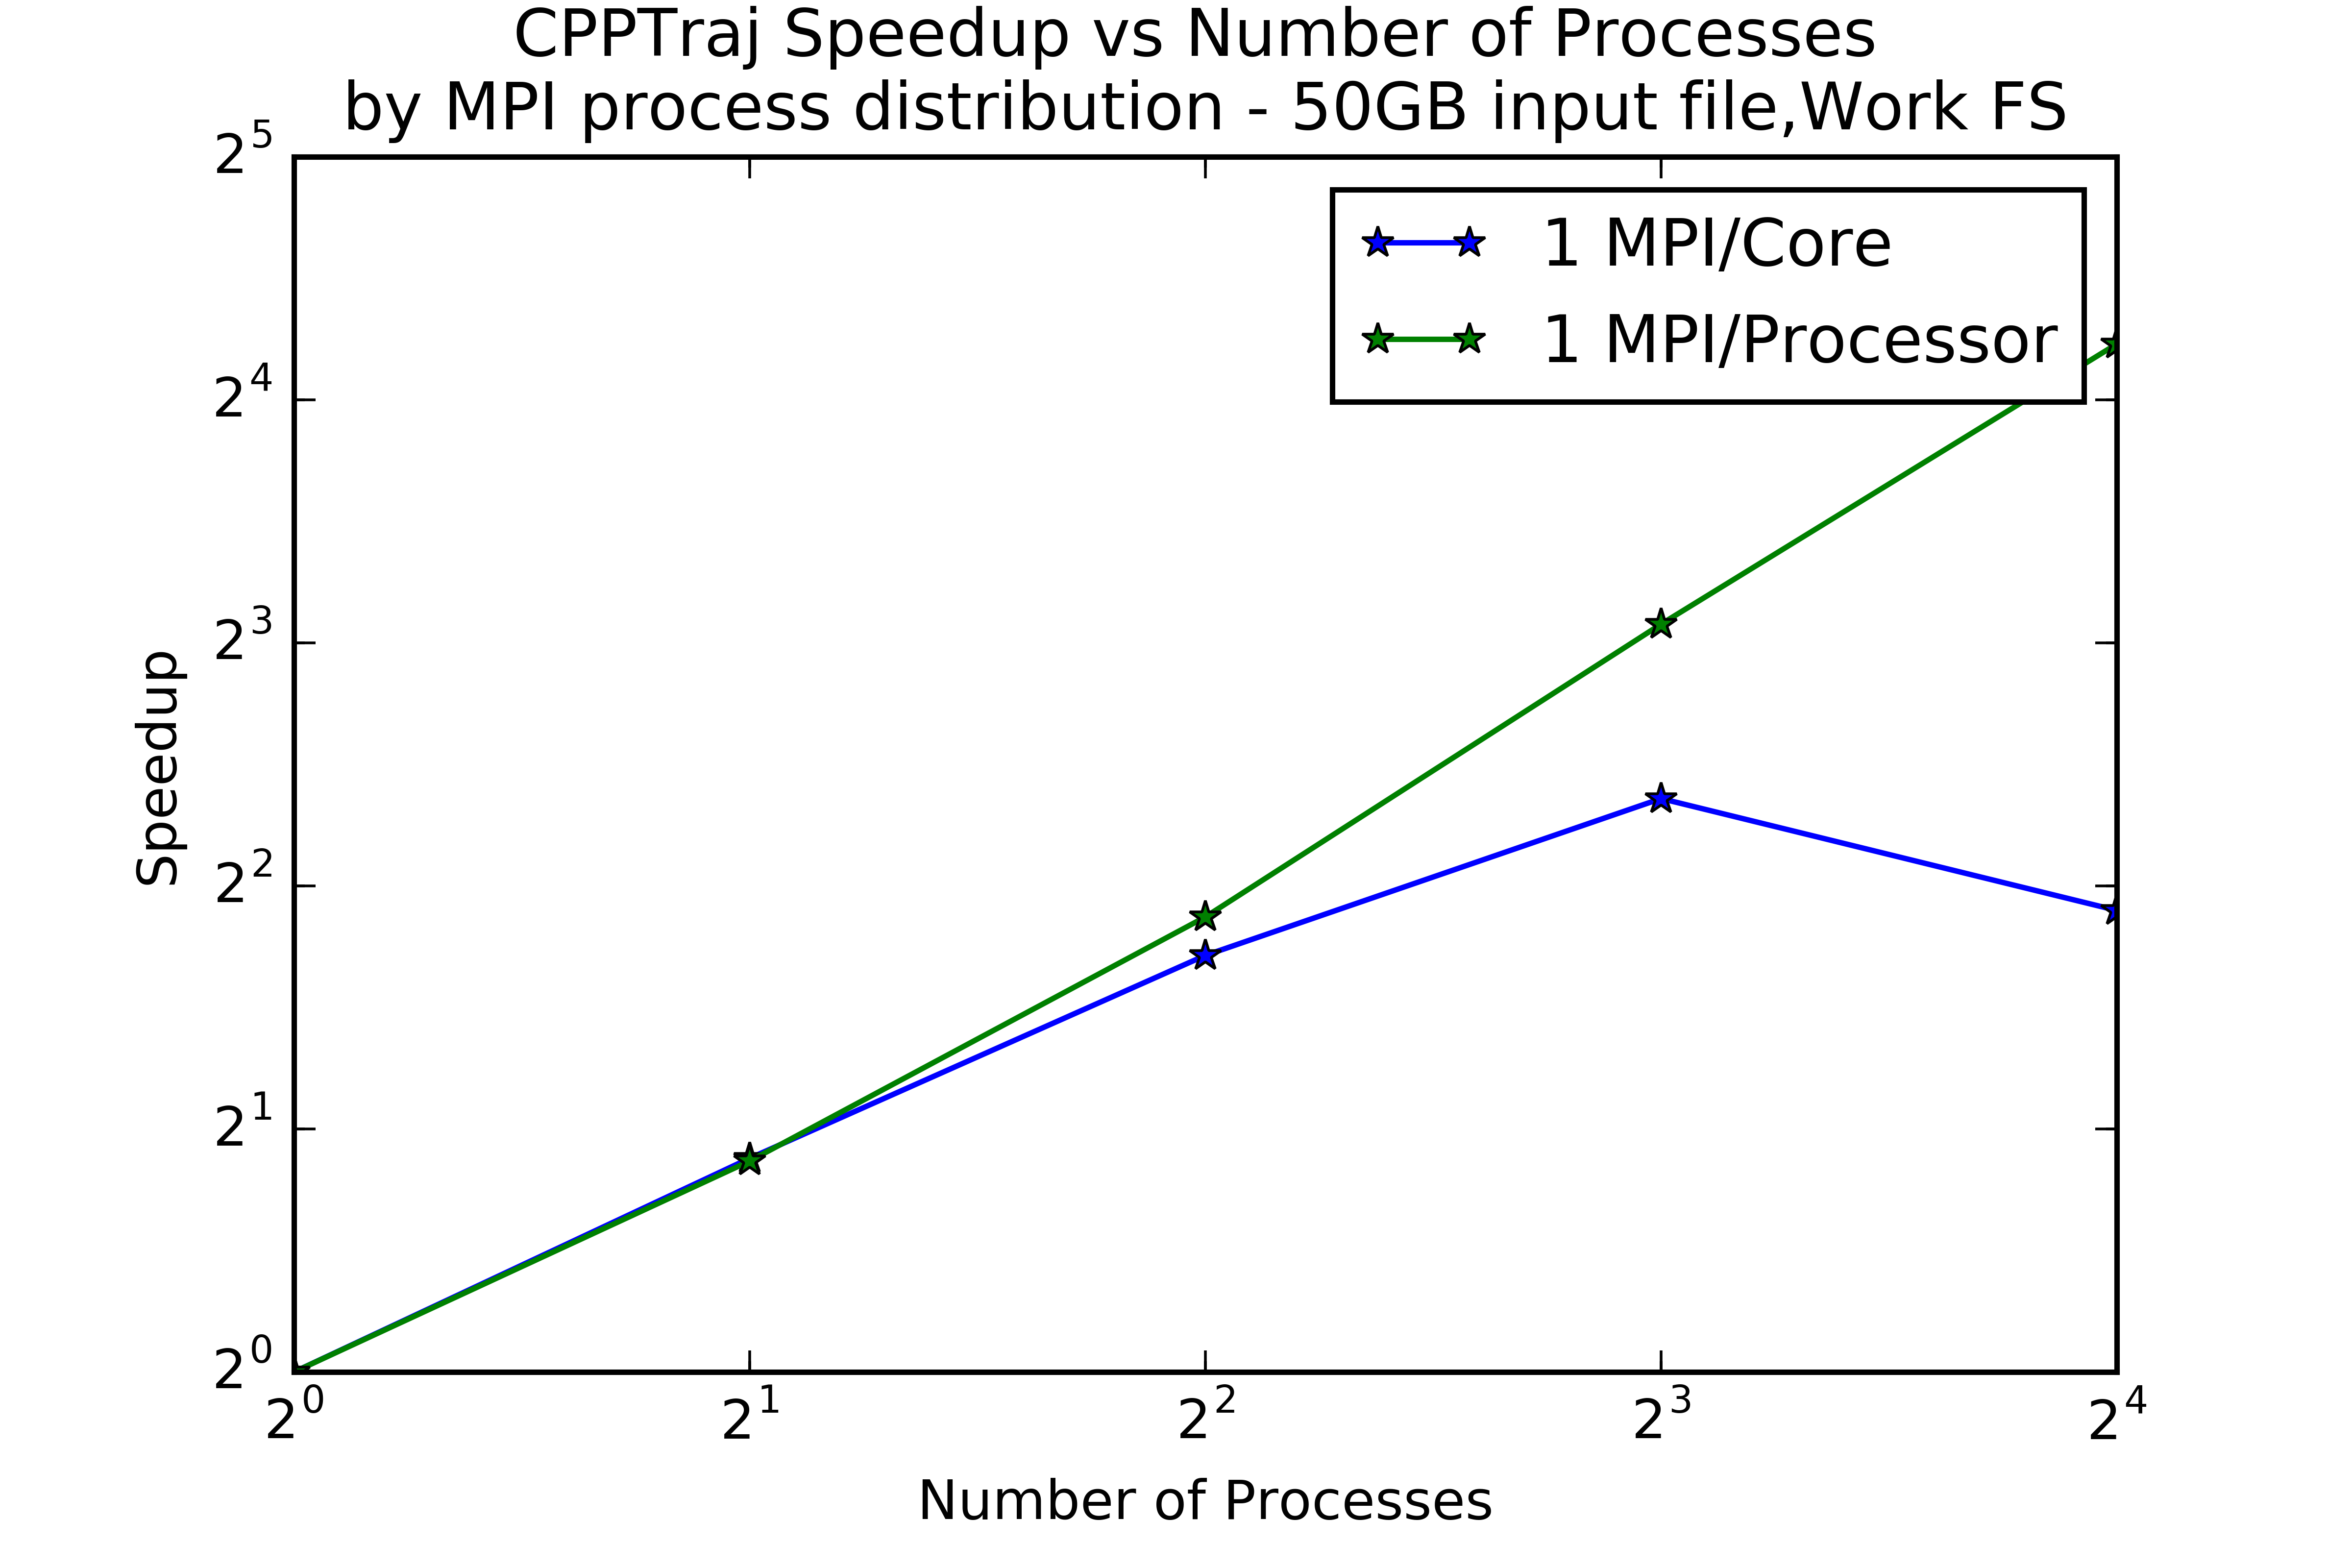 CPPTraj Speedup vs Number of Processes
by MPI process distribution - 50GB input file,Work FS
2^5
1 MPI/Core
1 MPI/Processor
2^4
2^3
2^2
2^1
2^0
Speedup
2^0 2^1 2^2 2^3 2^4
Number of Processes